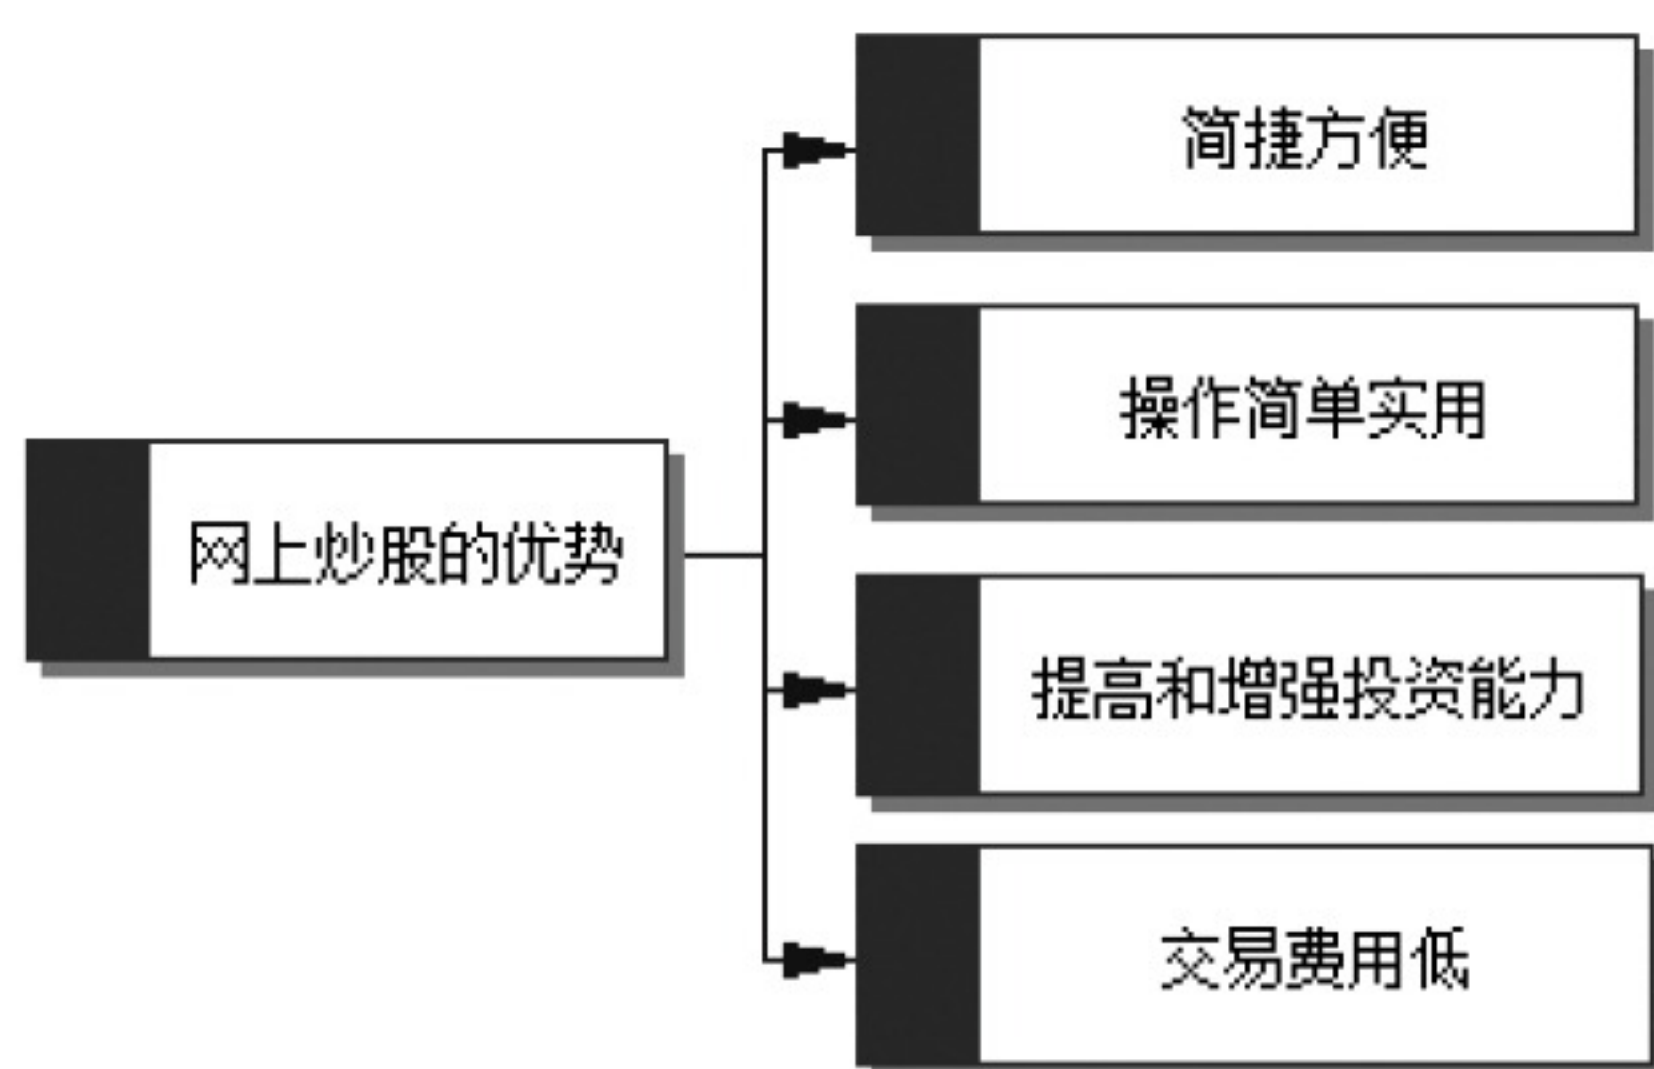 网上炒股的优势
简捷方便
操作简单实用
提高和增强投资能力
交易费用低